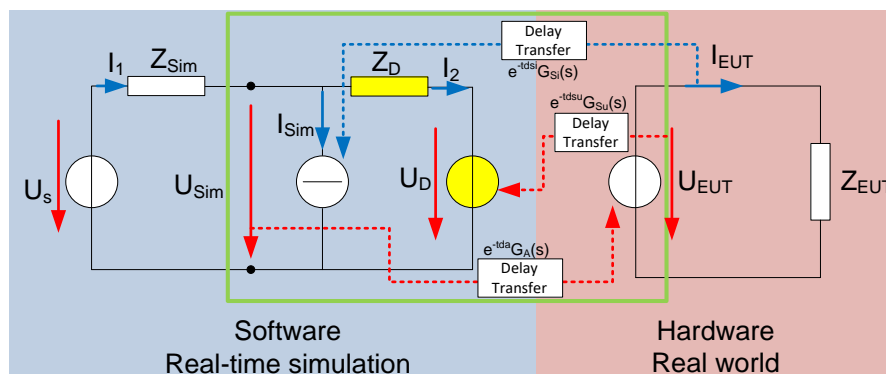 Delay
Transfer
e^-tdsi G_Si(s)
I_1
Z_Sim
Z_D
I_2
I_EUT
e^-tdsu G_Su(s)
Delay
Transfer
I_Sim
U_s
U_Sim
U_D
U_EUT
Z_EUT
e^-tda G_A(s)
Delay
Transfer
Software
Real-time simulation
Hardware
Real world